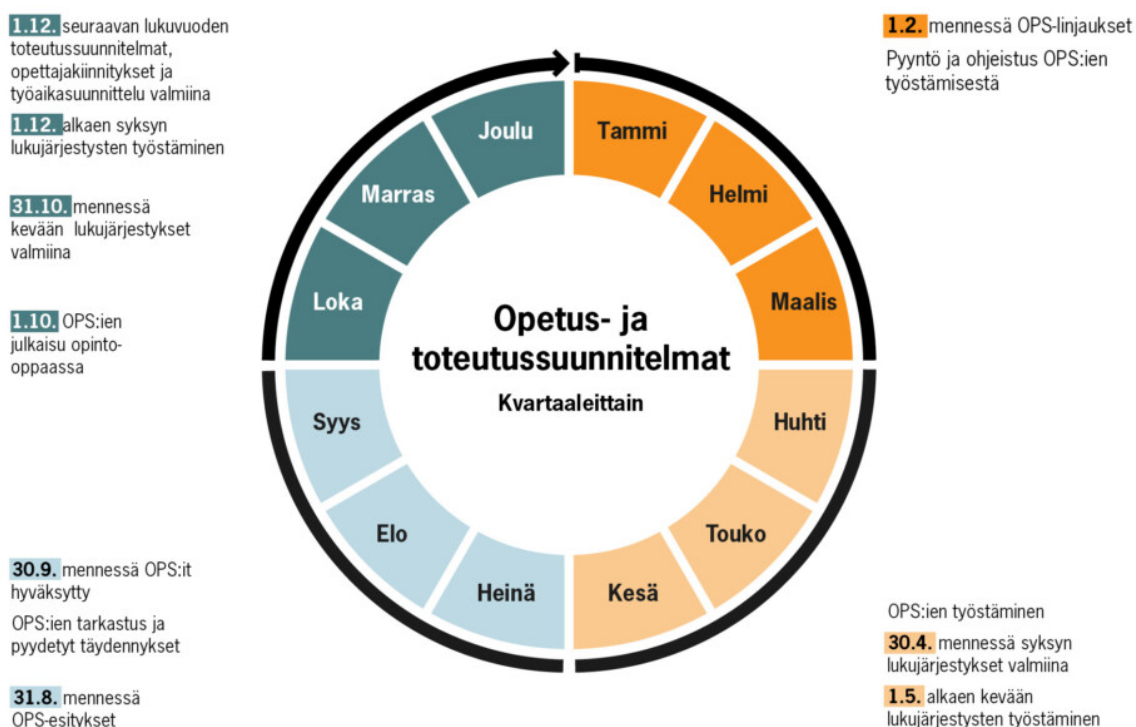 1.12. seuraavan lukuvuoden
toteutussuunnitelmat,
opettajakiinnitykset ja
työaikasuunnittelu valmiina
1.12. alkaen syksyn
lukujärjestysten työstäminen
31.10. mennessä
kevään lukujärjestykset
valmiina
1.10. OPS:ien
julkaisu opinto-
oppaassa
30.9. mennessä OPS:it
hyväksytty
OPS:ien tarkastus ja
pyydetyt täydennykset
31.8. mennessä
OPS-esitykset
Joulu
Tammi
Marras
Helmi
Loka
Maalis
Opetus- ja
toteutussuunnitelmat
Kvartaaleittain
Syys
Huhti
Elo
Touko
Heinä
Kesä
1.2. mennessä OPS-linjaukset
Pyyntö ja ohjeistus OPS:ien
työstämisestä
OPS:ien työstäminen
30.4. mennessä syksyn
lukujärjestykset valmiina
1.5. alkaen kevään
lukujärjestysten työstäminen